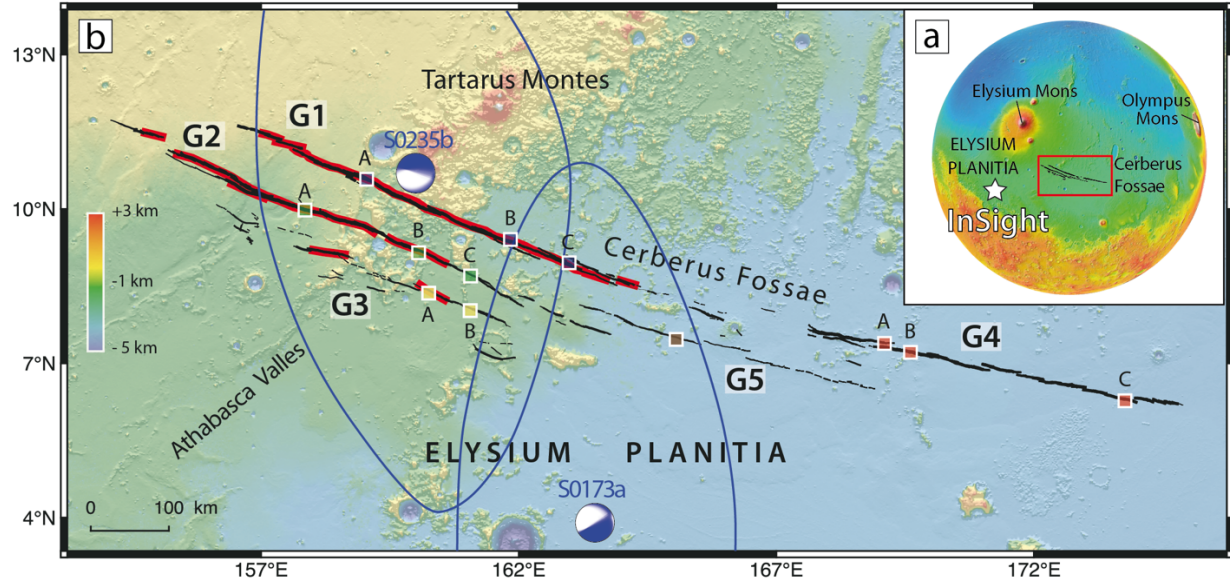 b
a
13°N
10°N
7°N
4°N
157°E
162°E
167°E
172°E
Tartarus Montes
G1
G2
S0235b
A
B
C
A
B
C
Cerberus Fossae
G3
A
B
G4
A
B
C
G5
Athabasca Valles
ELYSIUM PLANITIA
S0173a
+3 km
-1 km
- 5 km
0 100 km
Elysium Mons
Olympus
Mons
ELYSIUM
PLANITIA
Cerberus
Fossae
InSight